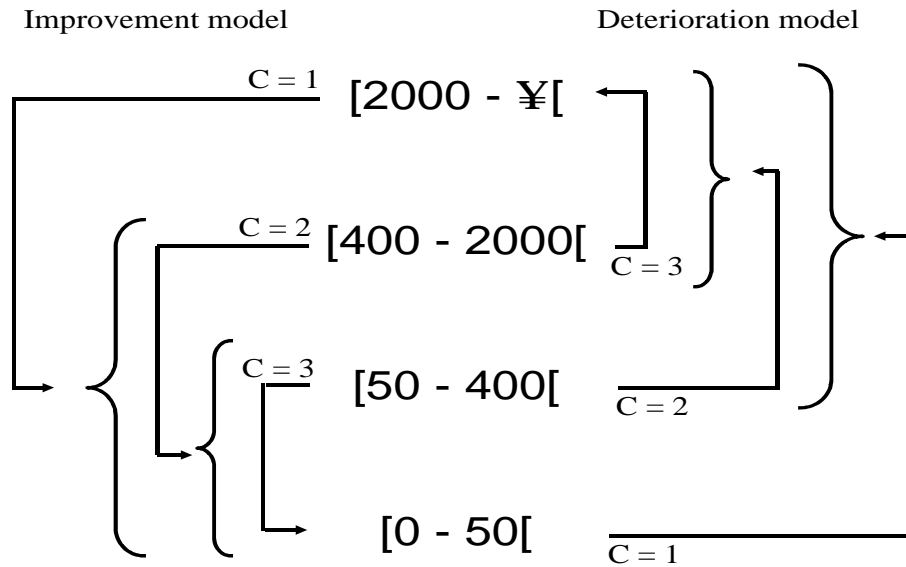 Improvement model
Deterioration model
C = 1
[2000 - ¥[
C = 2
[400 - 2000[
C = 3
C = 3
[50 - 400[
C = 2
[0 - 50[
C = 1